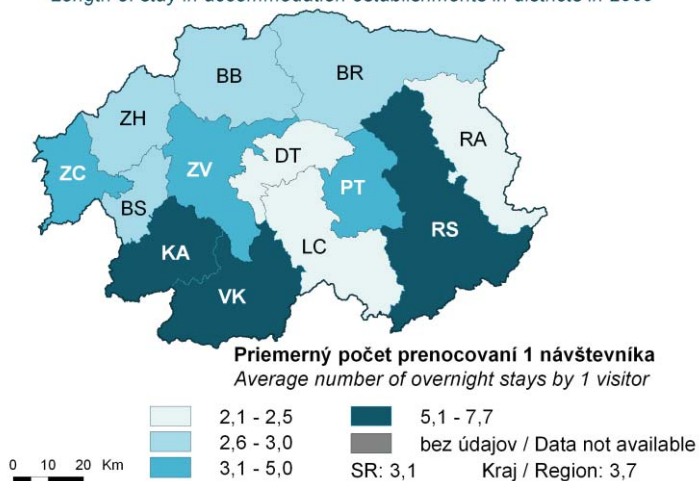 BB
BR
ZH
RA
ZC
ZV
DT
PT
BS
RS
KA
LC
VK
Priemerný počet prenocovaní 1 návštevníka
Average number of overnight stays by 1 visitor
2,1 - 2,5
5,1 - 7,7
2,6 - 3,0
bez údajov / Data not available
0 10 20 Km
3,1 - 5,0
SR: 3,1 Kraj / Region: 3,7